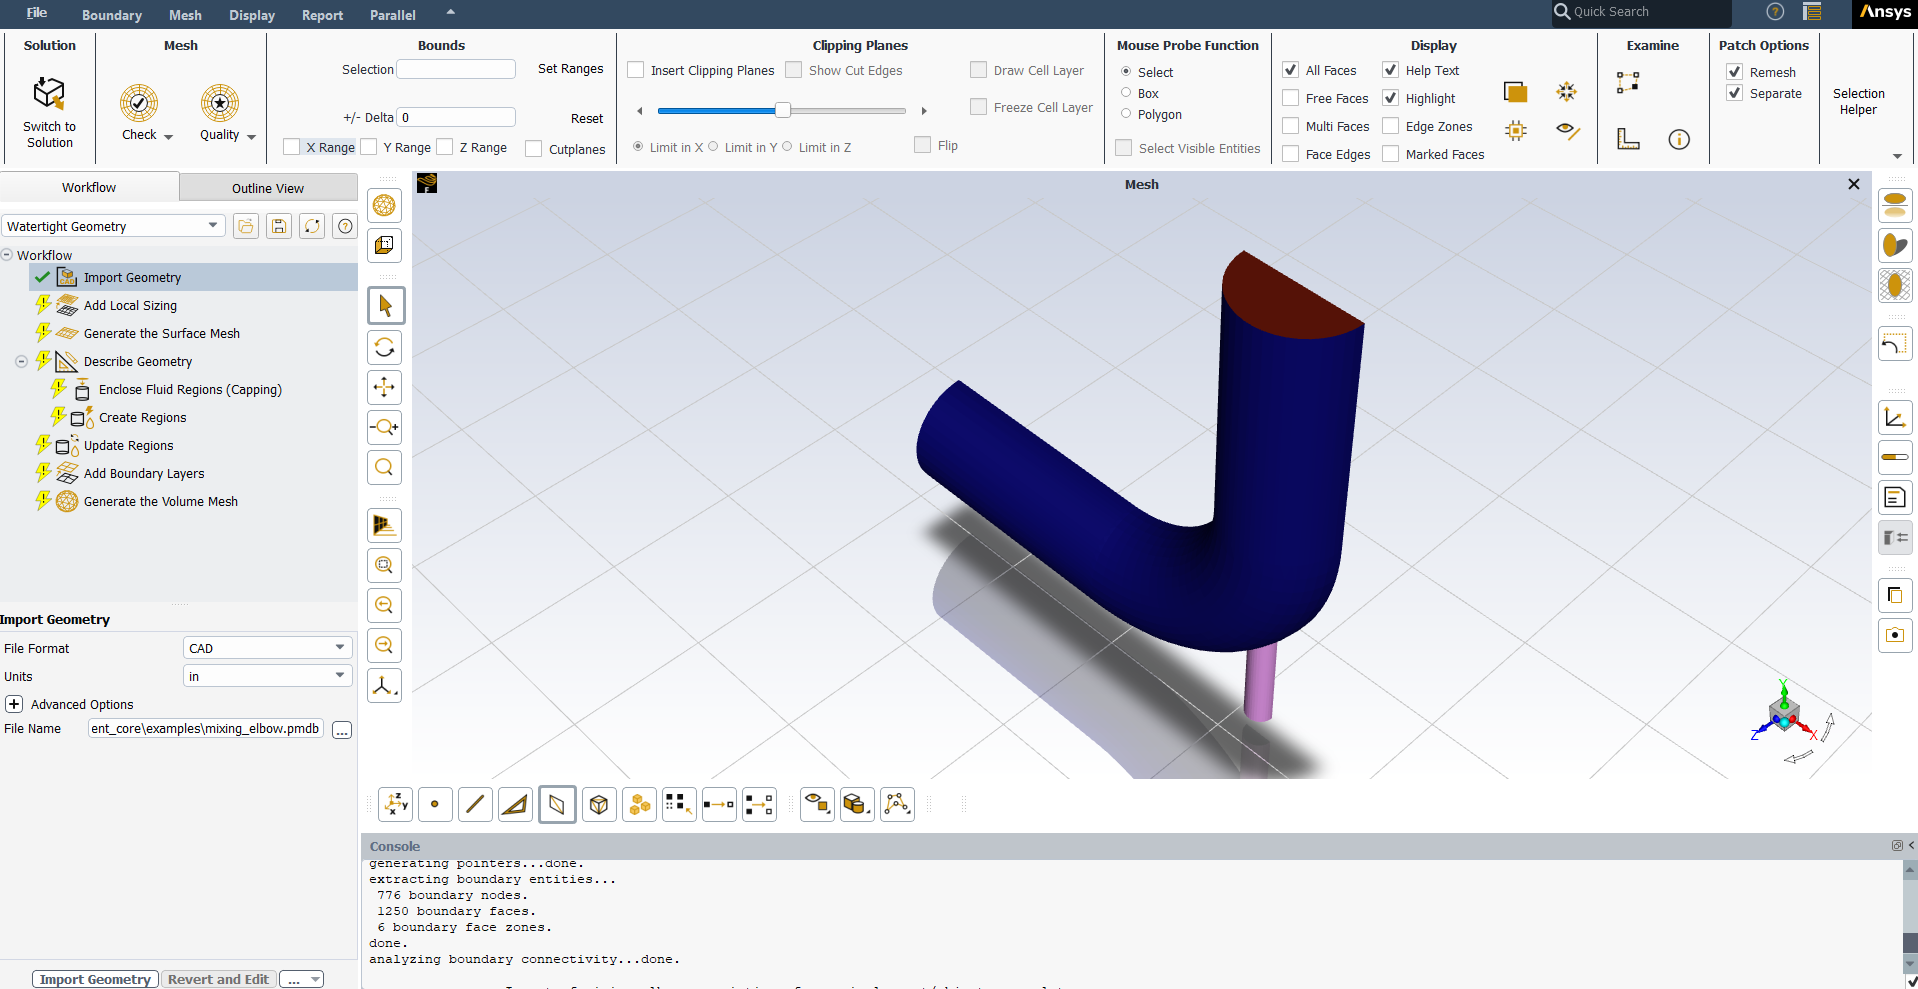 File Boundary Mesh Display Report Parallel Quick Search Ansys
Solution Mesh Bounds Clipping Planes Mouse Probe Function Display Examine Patch Options
Selection Set Ranges Insert Clipping Planes Show Cut Edges Draw Cell Layer Select All Faces Help Text Remesh
Box Free Faces Highlight Separate Selection
Freeze Cell Layer Helper
+/- Delta 0 Reset Polygon
Switch to Check Quality Multi Faces Edge Zones
Solution X Range Y Range Z Range Cutplanes Limit in X Limit in Y Limit in Z Flip Select Visible Entities Face Edges Marked Faces
Workflow Outline View
Mesh
F
Watertight Geometry
Workflow
Import Geometry
Add Local Sizing
Generate the Surface Mesh
Describe Geometry
Enclose Fluid Regions (Capping)
Create Regions
Update Regions
Add Boundary Layers
Generate the Volume Mesh
Import Geometry
File Format CAD
Units in
Advanced Options
File Name ent_core\examples\mixing_elbow.pmdb ...
Import Geometry Revert and Edit ...
Y
Z X
z
y
x
Console
generating pointers...done.
extracting boundary entities...
776 boundary nodes.
1250 boundary faces.
6 boundary face zones.
done.
analyzing boundary connectivity...done.